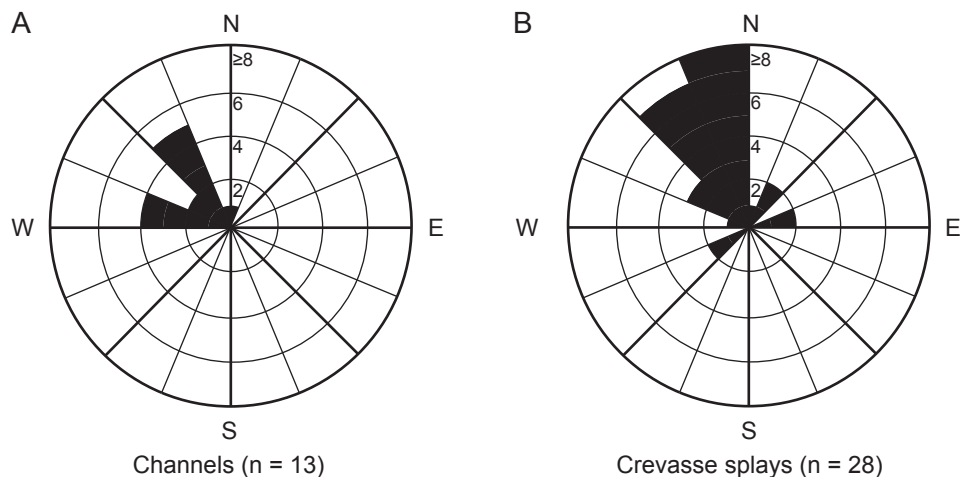 A
N
≥8
6
4
2
W
E
S
Channels (n = 13)
B
N
≥8
6
4
2
W
E
S
Crevasse splays (n = 28)